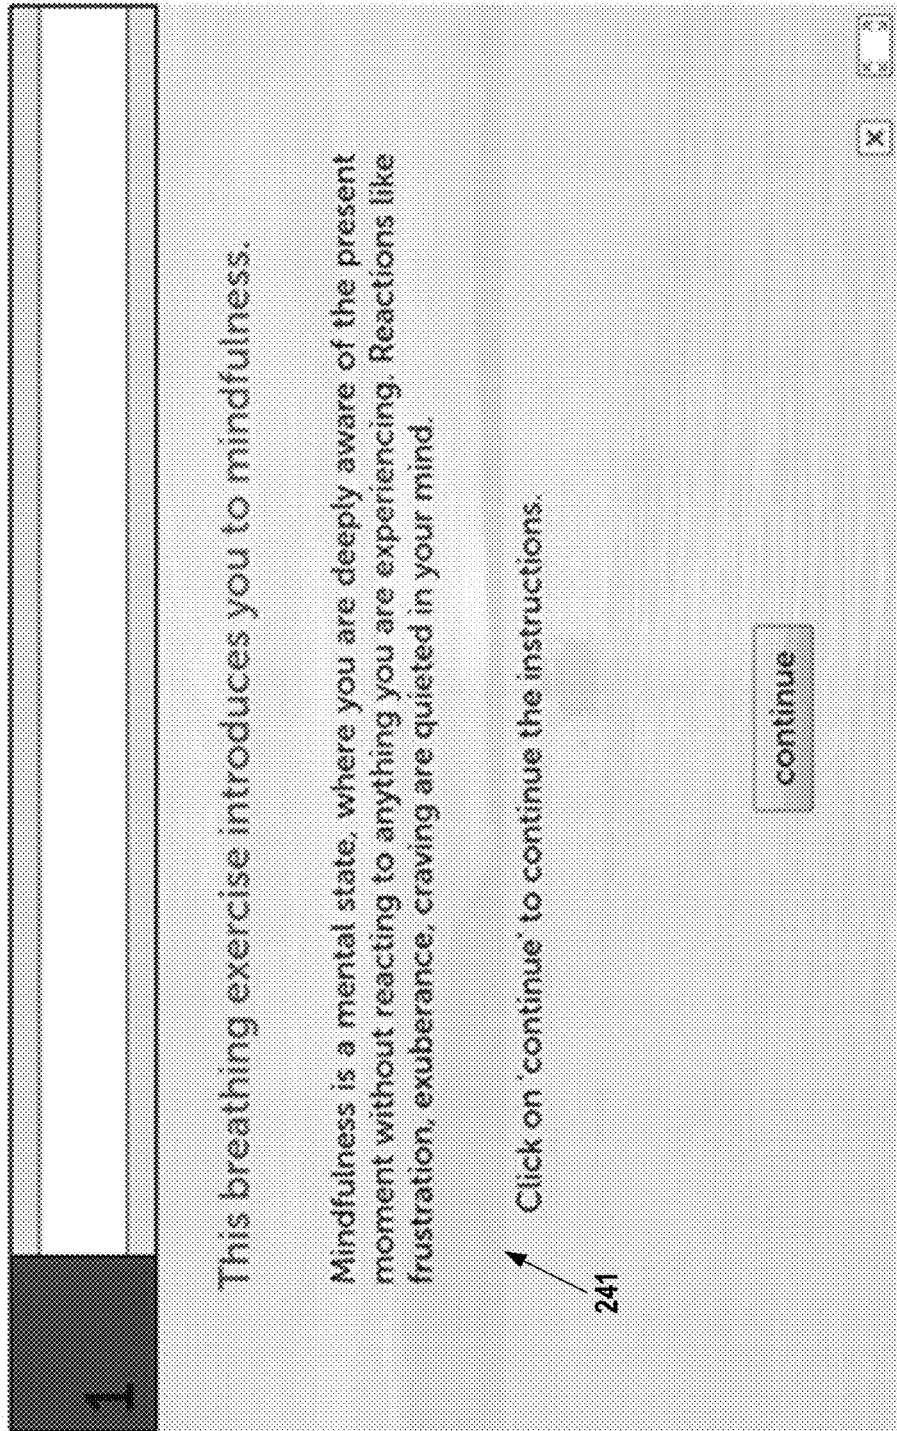 1
This breathing exercise introduces you to mindfulness.
Mindfulness is a mental state, where you are deeply aware of the present
moment without reacting to anything you are experiencing. Reactions like
frustration, exuberance, craving are quieted in your mind.
Click on 'continue' to continue the instructions.
241
continue
x